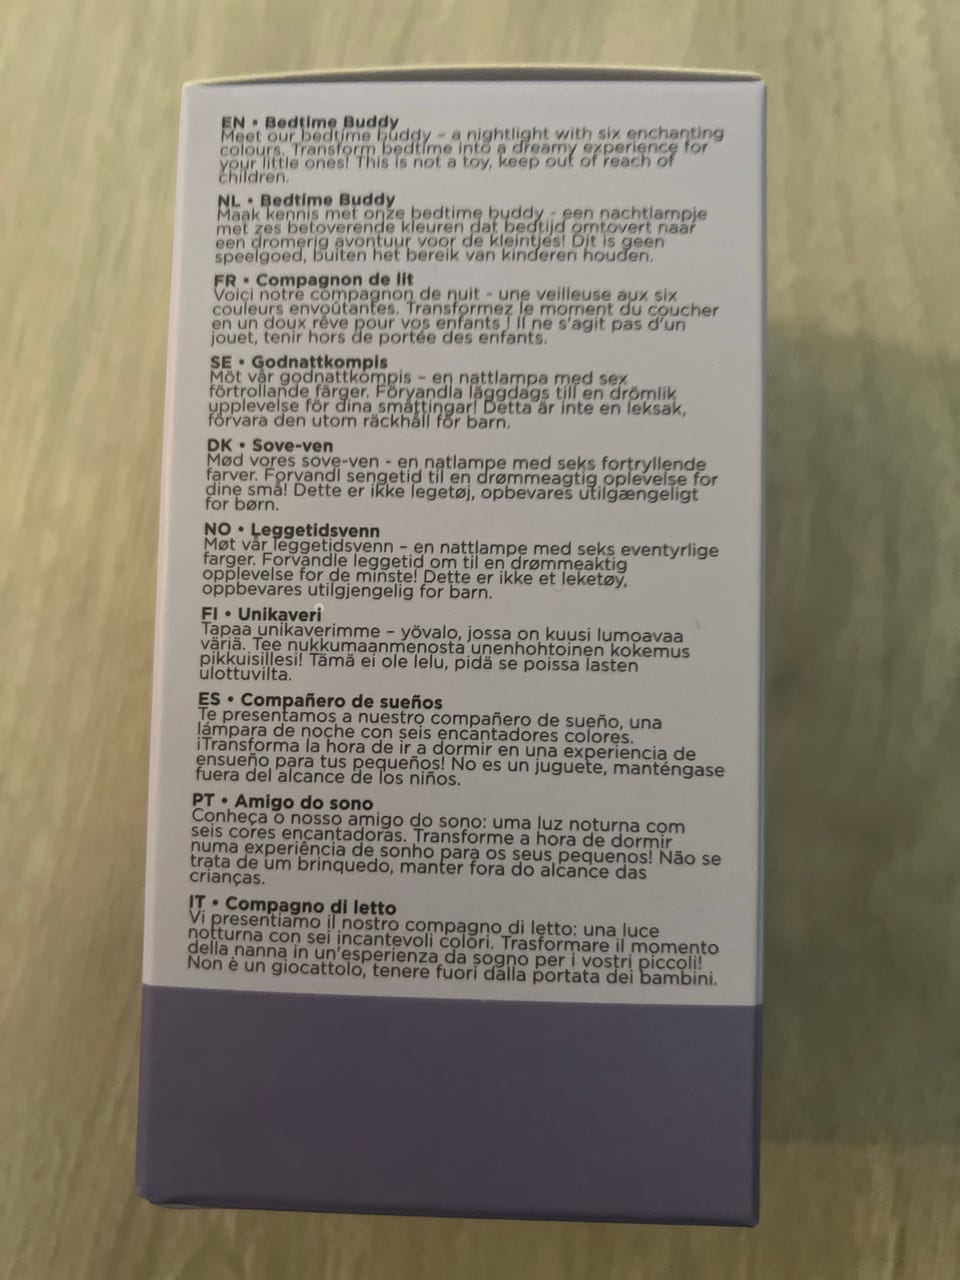 EN • Bedtime Buddy
Meet our bedtime buddy - a nightlight with six enchanting
colours. Transform bedtime into a dreamy experience for
your little ones! This is not a toy, keep out of reach of
children.
NL • Bedtime Buddy
Maak kennis met onze bedtime buddy - een nachtlampje
met zes betoverende kleuren dat bedtijd omtovert naar
een dromerig avontuur voor de kleintjes! Dit is geen
speelgoed, buiten het bereik van kinderen houden.
FR • Compagnon de lit
Voici notre compagnon de nuit - une veilleuse aux six
couleurs envoûtantes. Transformez le moment du coucher
en un doux rêve pour vos enfants ! Il ne s'agit pas d'un
jouet, tenir hors de portée des enfants.
SE • Godnattkompis
Möt vår godnattkompis – en nattlampa med sex
förtrollande färger. Förvandla läggdags till en drömlik
upplevelse för dina småttingar! Detta är inte en leksak,
förvara den utom räckhåll för barn.
DK • Sove-ven
Mød vores sove-ven - en natlampe med seks fortryllende
farver. Forvandl sengetid til en drømmeagtig oplevelse for
dine små! Dette er ikke legetøj, opbevares utilgængeligt
for børn.
NO • Leggetidsvenn
Møt vår leggetidsvenn – en nattlampe med seks eventyrlige
farger. Forvandle leggetid om til en drømmeaktig
opplevelse for de minste! Dette er ikke et leketøy,
oppbevares utilgjengelig for barn.
FI • Unikaveri
Tapaa unikaverimme – yövalo, jossa on kuusi lumoavaa
väriä. Tee nukkumaanmenosta unenhohtoinen kokemus
pikkuisillesi! Tämä ei ole lelu, pidä se poissa lasten
ulottuvilta.
ES • Compañero de sueños
Te presentamos a nuestro compañero de sueño, una
lámpara de noche con seis encantadores colores.
¡Transforma la hora de ir a dormir en una experiencia de
ensueño para tus pequeños! No es un juguete, manténgase
fuera del alcance de los niños.
PT • Amigo do sono
Conheça o nosso amigo do sono: uma luz noturna com
seis cores encantadoras. Transforme a hora de dormir
numa experiência de sonho para os seus pequenos! Não se
trata de um brinquedo, manter fora do alcance das
crianças.
IT • Compagno di letto
Vi presentiamo il nostro compagno di letto: una luce
notturna con sei incantevoli colori. Trasformare il momento
della nanna in un'esperienza da sogno per i vostri piccoli!
Non è un giocattolo, tenere fuori dalla portata dei bambini.